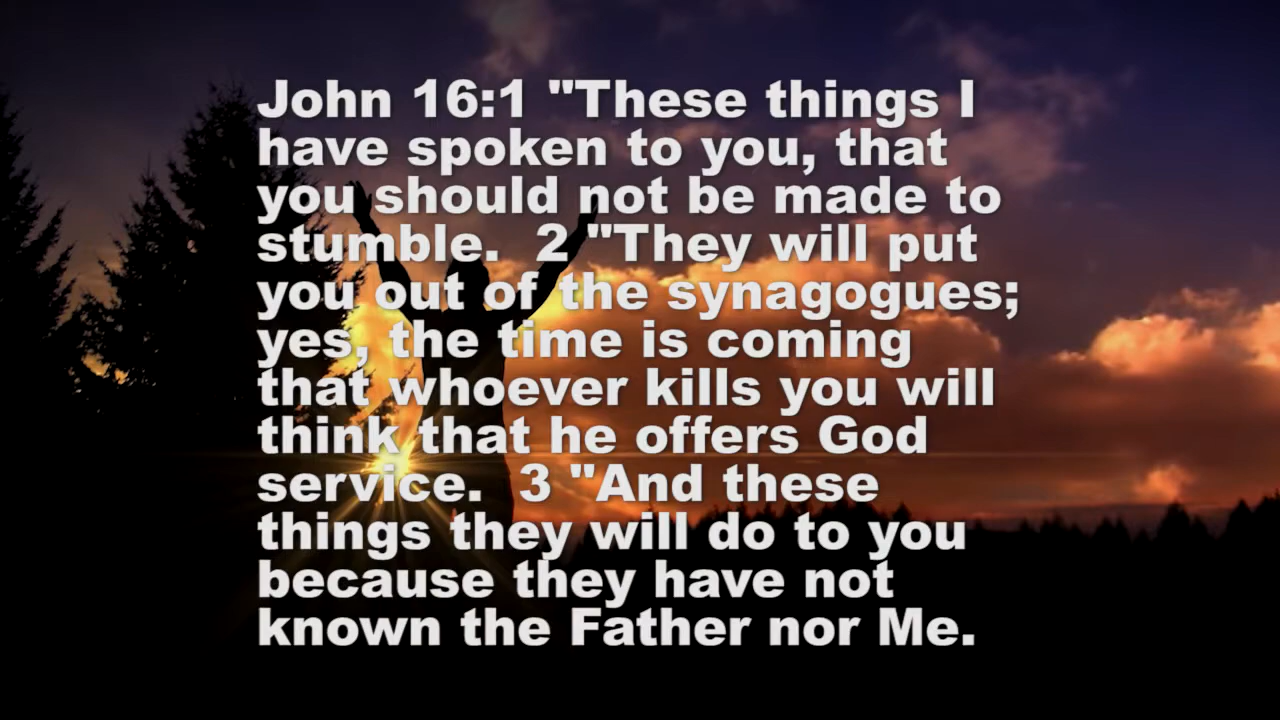 John 16:1 "These things I
have spoken to you, that
you should not be made to
stumble.  2 "They will put
you out of the synagogues;
yes, the time is coming
that whoever kills you will
think that he offers God
service.  3 "And these
things they will do to you
because they have not
known the Father nor Me.